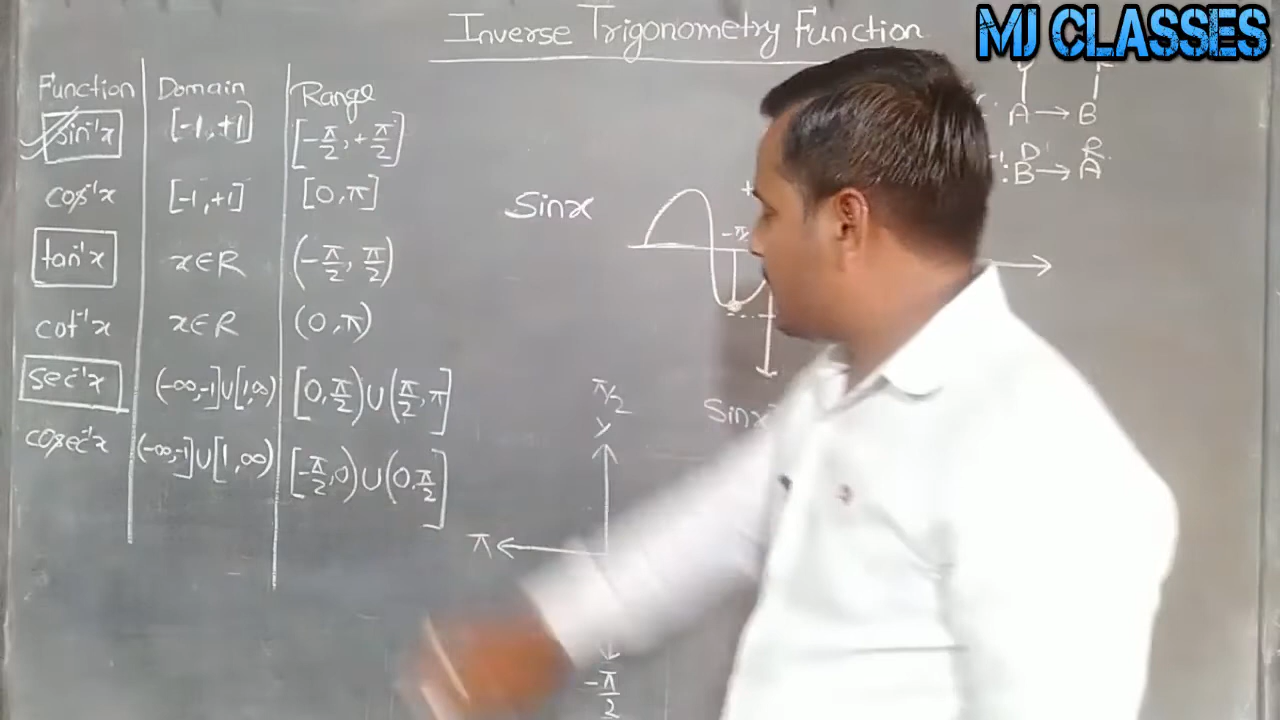 Inverse Trigonometry Function
MJ CLASSES
Function Domain Range
sin⁻¹x [-1,+1] [-π/2,+π/2]
cos⁻¹x [-1,+1] [0,π]
tan⁻¹x x∈R (-π/2, π/2)
cot⁻¹x x∈R (0,π)
sec⁻¹x (-∞,-1]∪[1,∞) [0,π/2)∪(π/2,π]
cosec⁻¹x (-∞,-1]∪[1,∞) [-π/2,0)∪(0,π/2]
A→B
D R
B→A
Sinx
Sinx
π/2
y
π
-π/2